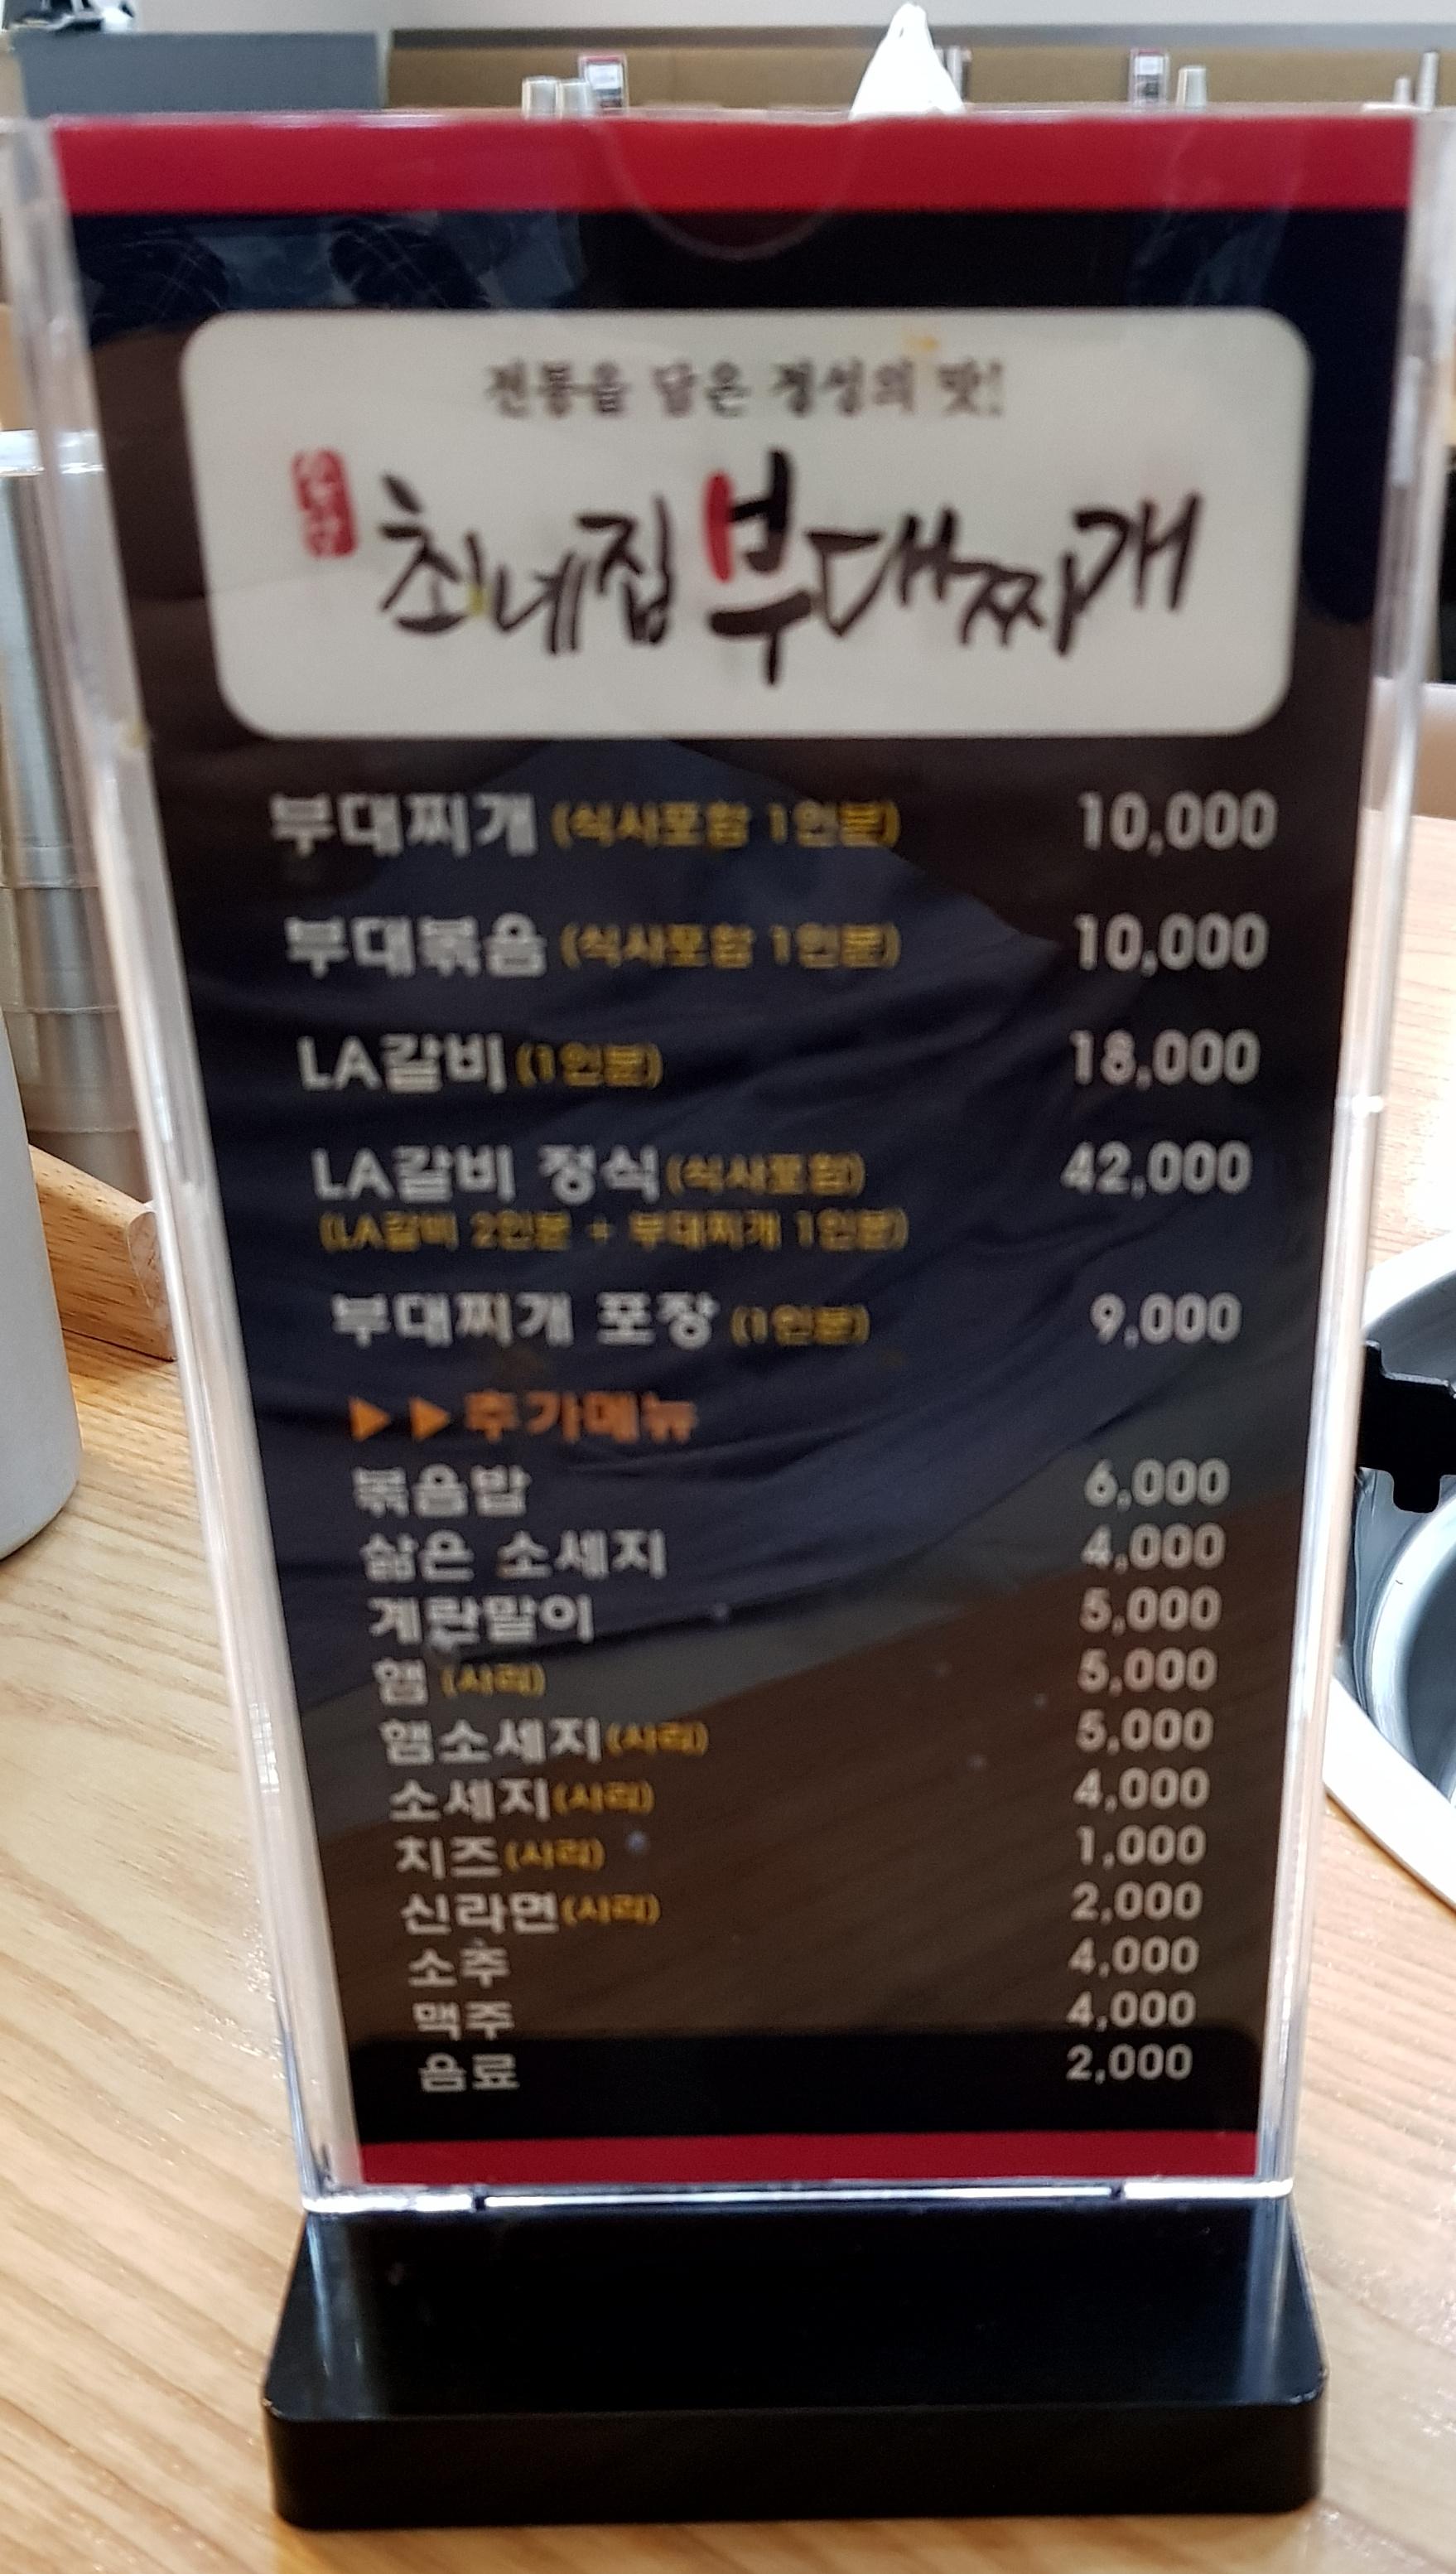 전통을 담은 정성의 맛!
최네집 부대찌개
부대찌개 (식사포함 1인분) 10,000
부대볶음 (식사포함 1인분) 10,000
LA갈비 (1인분) 18,000
LA갈비 정식 (식사포함) 42,000
(LA갈비 2인분 + 부대찌개 1인분)
부대찌개 포장 (1인분) 9,000
▶▶추가메뉴
볶음밥 6,000
삶은 소세지 4,000
계란말이 5,000
햄 (사리) 5,000
햄소세지 (사리) 5,000
소세지 (사리) 4,000
치즈 (사리) 1,000
신라면 (사리) 2,000
소주 4,000
맥주 4,000
음료 2,000